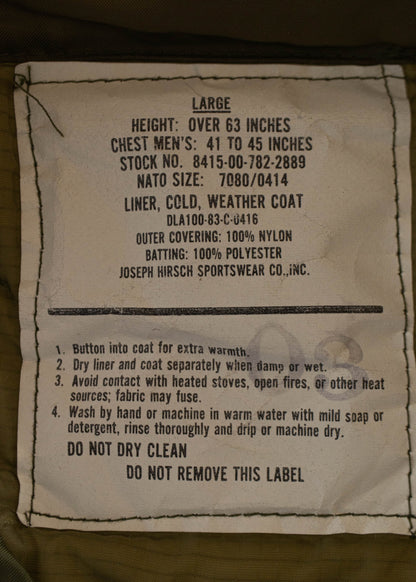 LARGE
HEIGHT: OVER 63 INCHES
CHEST MEN'S: 41 TO 45 INCHES
STOCK NO. 8415-00-782-2889
NATO SIZE: 7080/0414
LINER, COLD, WEATHER COAT
DLA100-83-C-0416
OUTER COVERING: 100% NYLON
BATTING: 100% POLYESTER
JOSEPH HIRSCH SPORTSWEAR CO.,INC.
1. Button into coat for extra warmth.
2. Dry liner and coat separately when damp or wet.
3. Avoid contact with heated stoves, open fires, or other heat
sources; fabric may fuse.
4. Wash by hand or machine in warm water with mild soap or
detergent, rinse thoroughly and drip or machine dry.
DO NOT DRY CLEAN
DO NOT REMOVE THIS LABEL